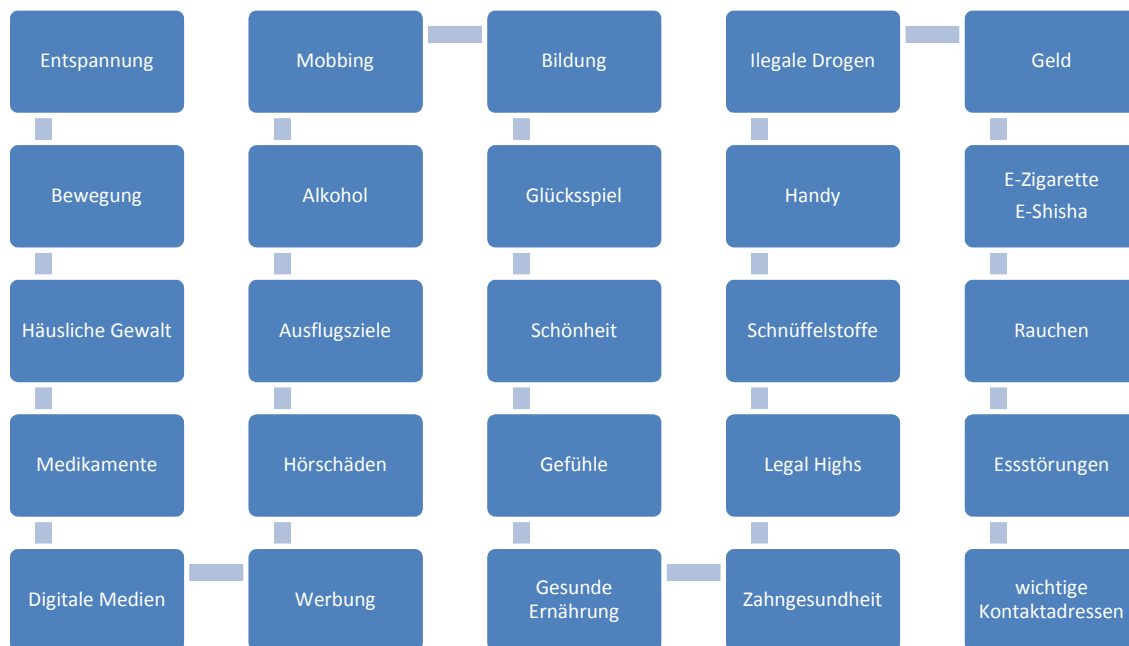 Entspannung
Mobbing
Bildung
Ilegale Drogen
Geld
Bewegung
Alkohol
Glücksspiel
Handy
E-Zigarette
E-Shisha
Häusliche Gewalt
Ausflugsziele
Schönheit
Schnüffelstoffe
Rauchen
Medikamente
Hörschäden
Gefühle
Legal Highs
Essstörungen
Digitale Medien
Werbung
Gesunde
Ernährung
Zahngesundheit
wichtige
Kontaktadressen